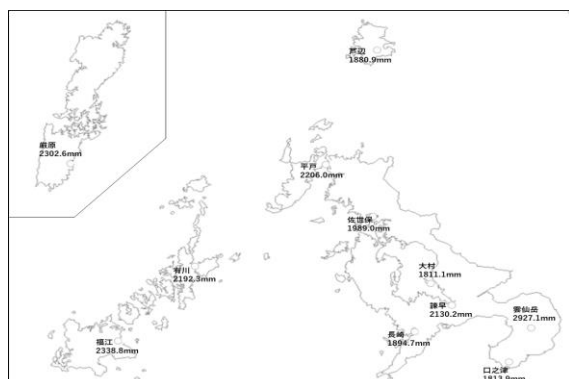 芦辺
1880.9mm
厳原
2302.6mm
平戸
2206.0mm
佐世保
1989.0mm
有川
2192.3mm
大村
1811.1mm
諫早
2130.2mm
雲仙岳
2927.1mm
長崎
1894.7mm
福江
2338.8mm
口之津
1813.9mm